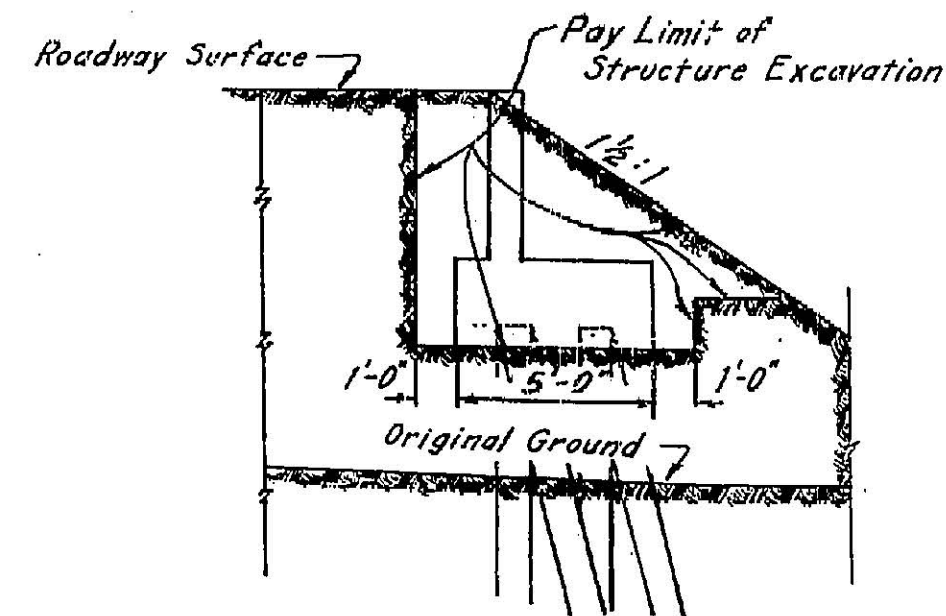 Roadway Surface
Pay Limit of
Structure Excavation
1½:1
1'-0"
5'-0"
1'-0"
Original Ground